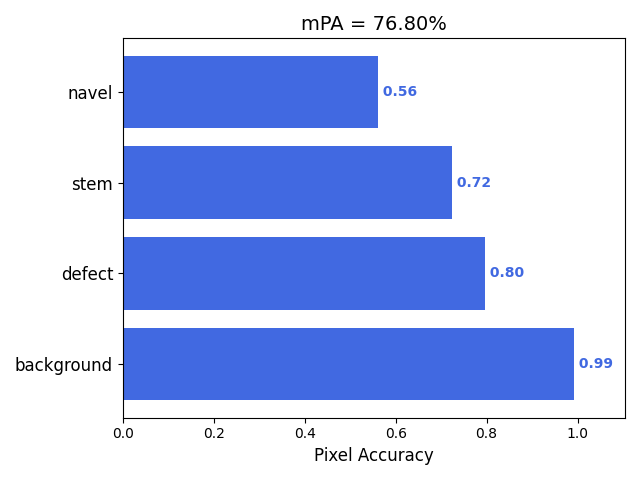 mPA = 76.80%
navel
0.56
stem
0.72
defect
0.80
background
0.99
0.0 0.2 0.4 0.6 0.8 1.0
Pixel Accuracy